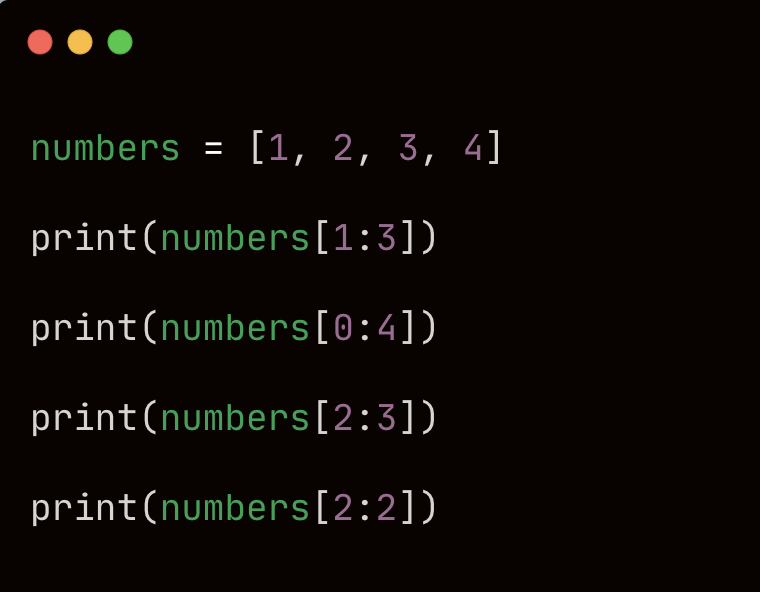 numbers = [1, 2, 3, 4]
print(numbers[1:3])
print(numbers[0:4])
print(numbers[2:3])
print(numbers[2:2])